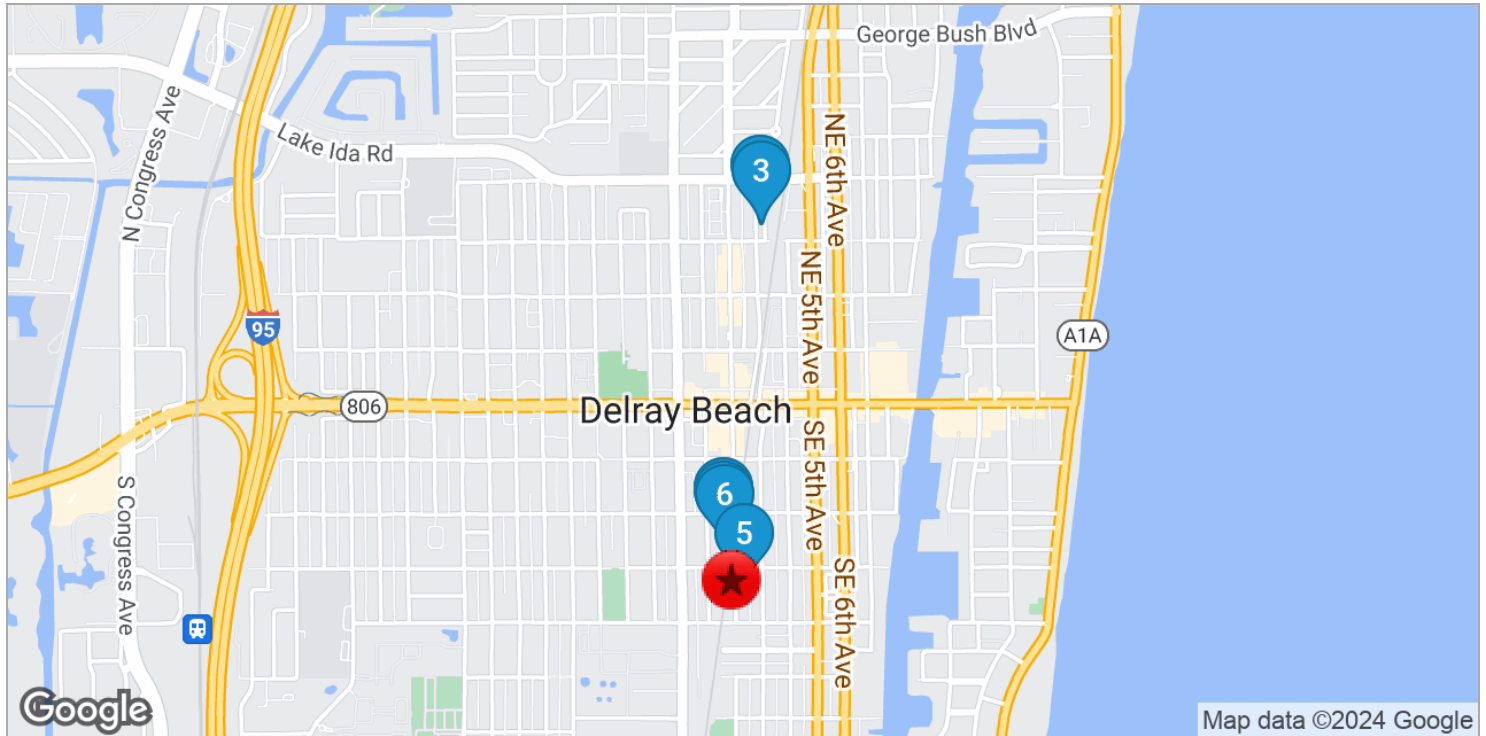 George Bush Blvd
N Congress Ave
Lake Ida Rd
NE 6th Ave
3
NE 5th Ave
95
A1A
806
Delray Beach
SE 5th Ave
S Congress Ave
6
5
SE 6th Ave
Google
Map data ©2024 Google